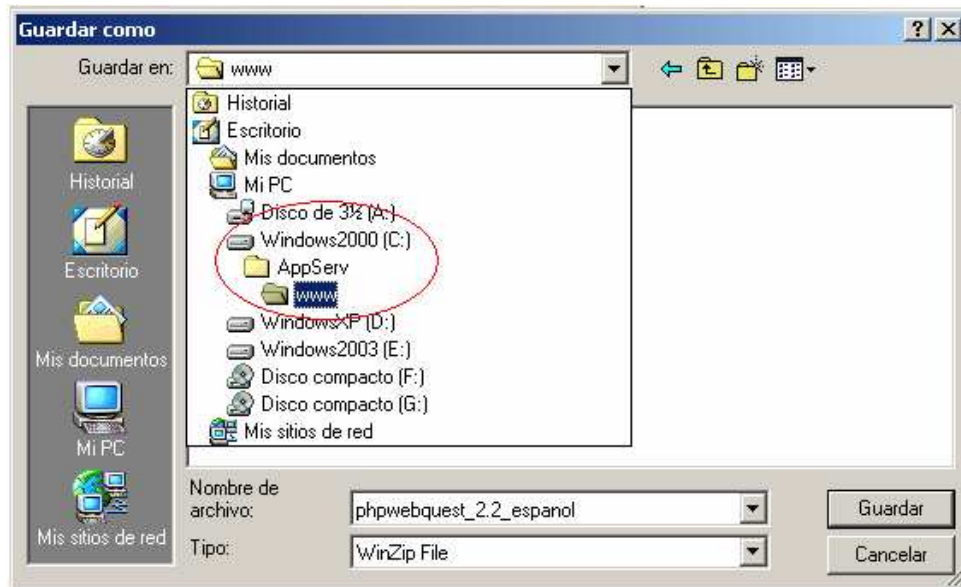 Guardar como
Guardar en: www
Historial
Escritorio
Mis documentos
Mi PC
Disco de 3½ (A:)
Windows2000 (C:)
AppServ
www
WindowsXP (D:)
Windows2003 (E:)
Disco compacto (F:)
Disco compacto (G:)
Mis sitios de red
Historial
Escritorio
Mis documentos
Mi PC
Mis sitios de red
Nombre de
archivo: phpwebquest_2.2_espanol
Guardar
Tipo: WinZip File
Cancelar